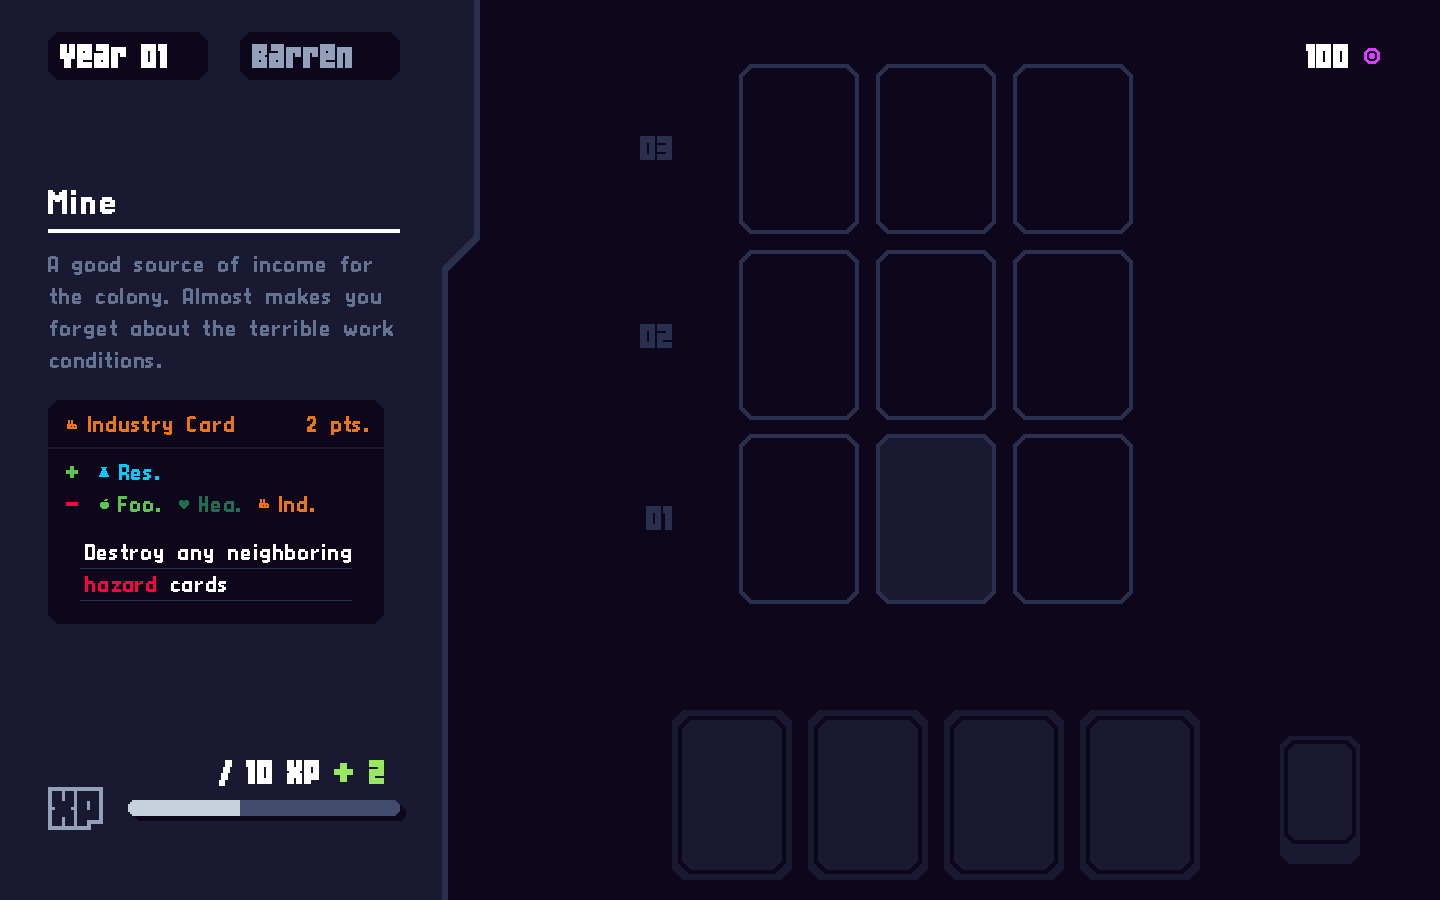 Year 01
Barren
100
03
Mine
A good source of income for
the colony. Almost makes you
forget about the terrible work
conditions.
02
Industry Card 2 pts.
+ Res.
- Foo. Hea. Ind.
01
Destroy any neighboring
hazard cards
/ 10 XP + 2
XP